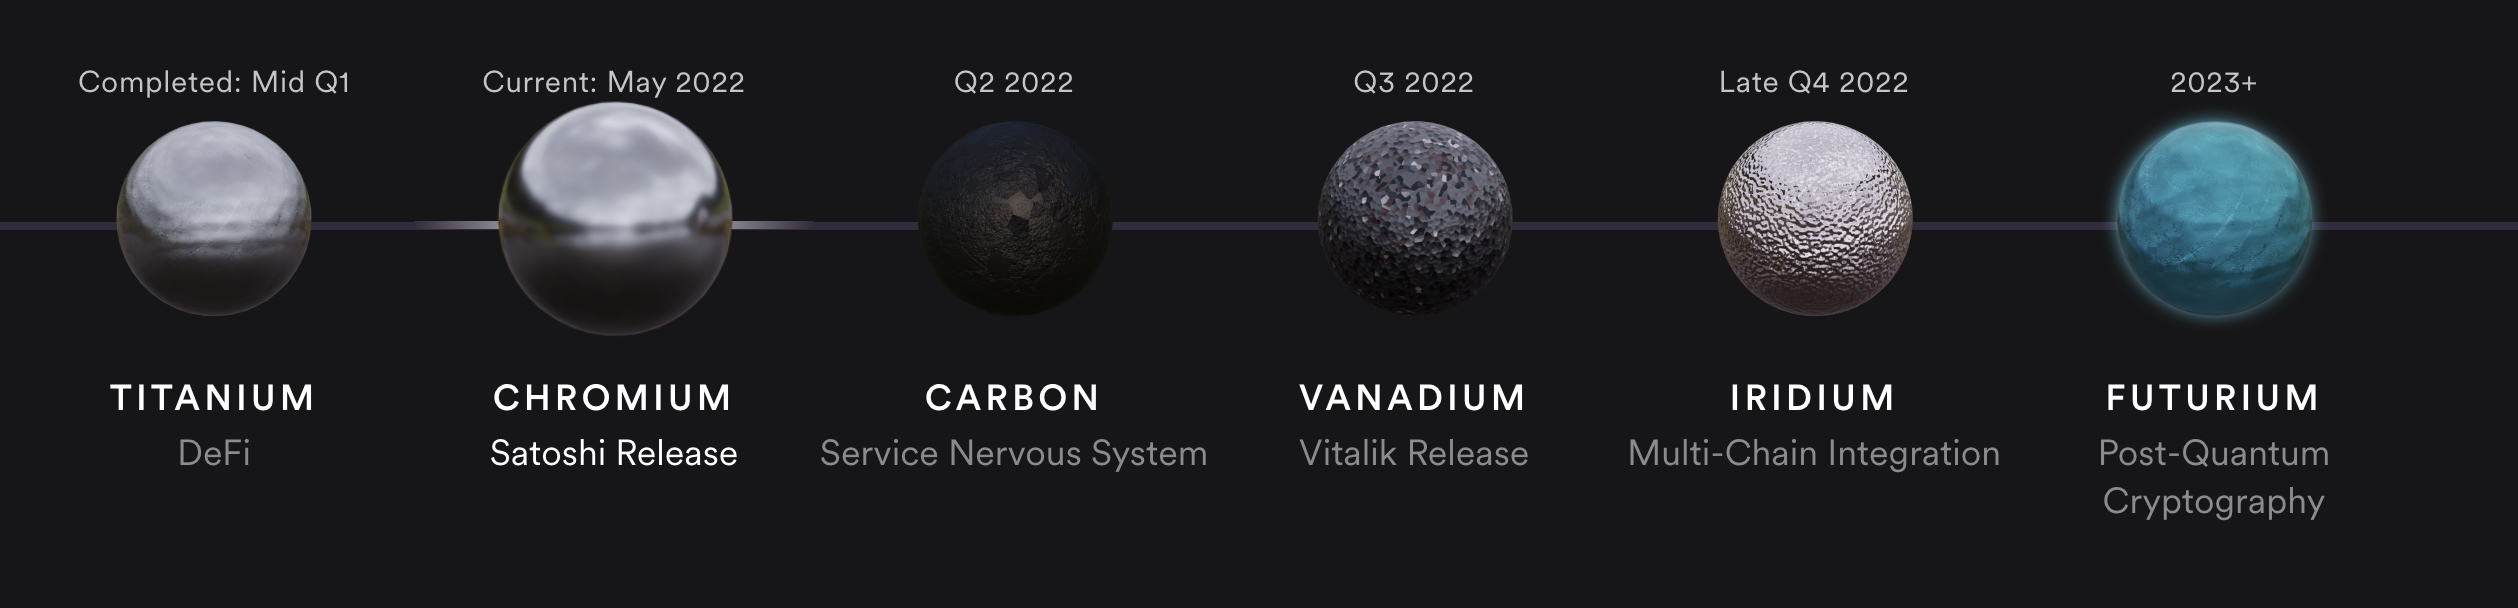 Completed: Mid Q1
Current: May 2022
Q2 2022
Q3 2022
Late Q4 2022
2023+
TITANIUM
CHROMIUM
CARBON
VANADIUM
IRIDIUM
FUTURIUM
DeFi
Satoshi Release
Service Nervous System
Vitalik Release
Multi-Chain Integration
Post-Quantum
Cryptography